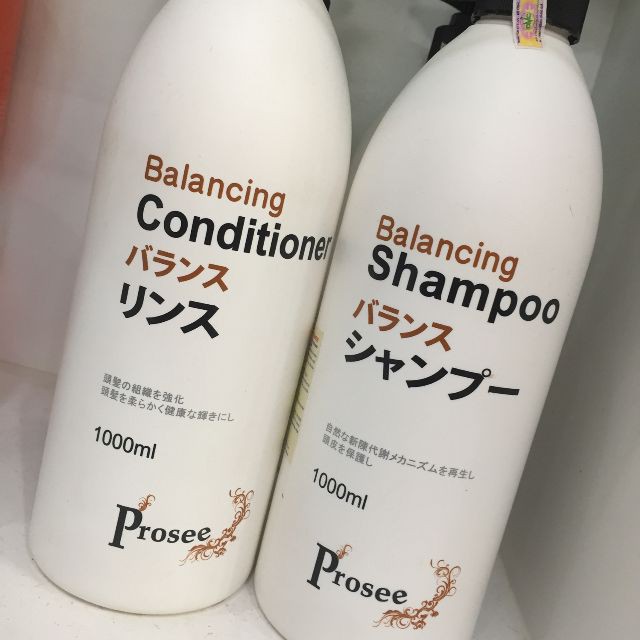 Balancing
Conditioner
バランス
リンス
頭髪の組織を強化
頭髪を柔らかく健康な輝きにし
1000ml
Prosee
Balancing
Shampoo
バランス
シャンプー
自然な新陳代謝メカニズムを再生し
頭皮を保護し
1000ml
Prosee